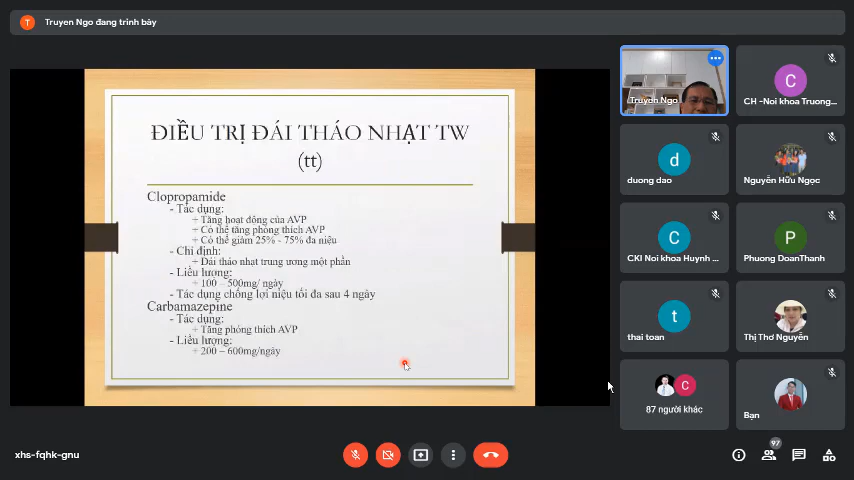 T
Truyen Ngo đang trình bày
ĐIỀU TRỊ ĐÁI THÁO NHẠT TW
(tt)
Clopropamide
- Tác dụng:
+ Tăng hoạt động của AVP
+ Có thể tăng phóng thích AVP
+ Có thể giảm 25% - 75% đa niệu
- Chỉ định:
+ Đái tháo nhạt trung ương một phần
- Liều lượng:
+ 100 – 500mg/ ngày
- Tác dụng chống lợi niệu tối đa sau 4 ngày
Carbamazepine
- Tác dụng:
+ Tăng phóng thích AVP
- Liều lượng:
+ 200 – 600mg/ngày
Truyen Ngo
C
CH -Noi khoa Truong...
d
duong dao
Nguyễn Hữu Ngọc
C
CKI Noi khoa Huynh ...
P
Phuong DoanThanh
t
thai toan
Thị Thơ Nguyễn
C
87 người khác
Bạn
xhs-fqhk-gnu
97